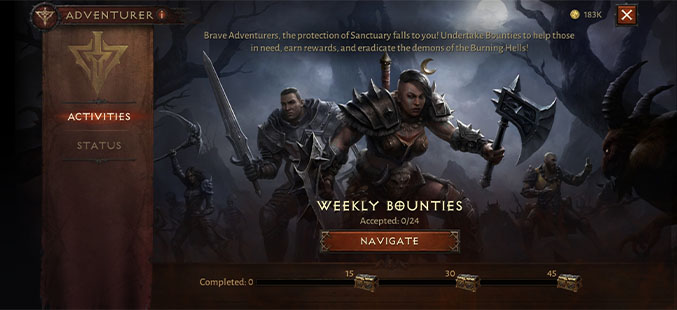 ADVENTURER i
183K
Brave Adventurers, the protection of Sanctuary falls to you! Undertake Bounties to help those
in need, earn rewards, and eradicate the demons of the Burning Hells!
ACTIVITIES
STATUS
WEEKLY BOUNTIES
Accepted: 0/24
NAVIGATE
15 30 45
Completed: 0